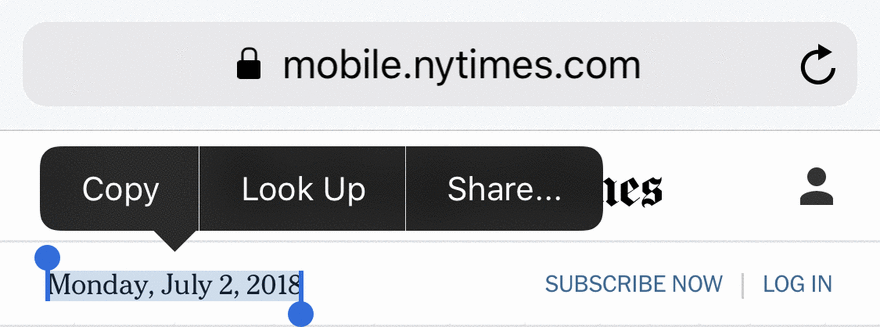 mobile.nytimes.com
Copy Look Up Share...
Monday, July 2, 2018 SUBSCRIBE NOW | LOG IN